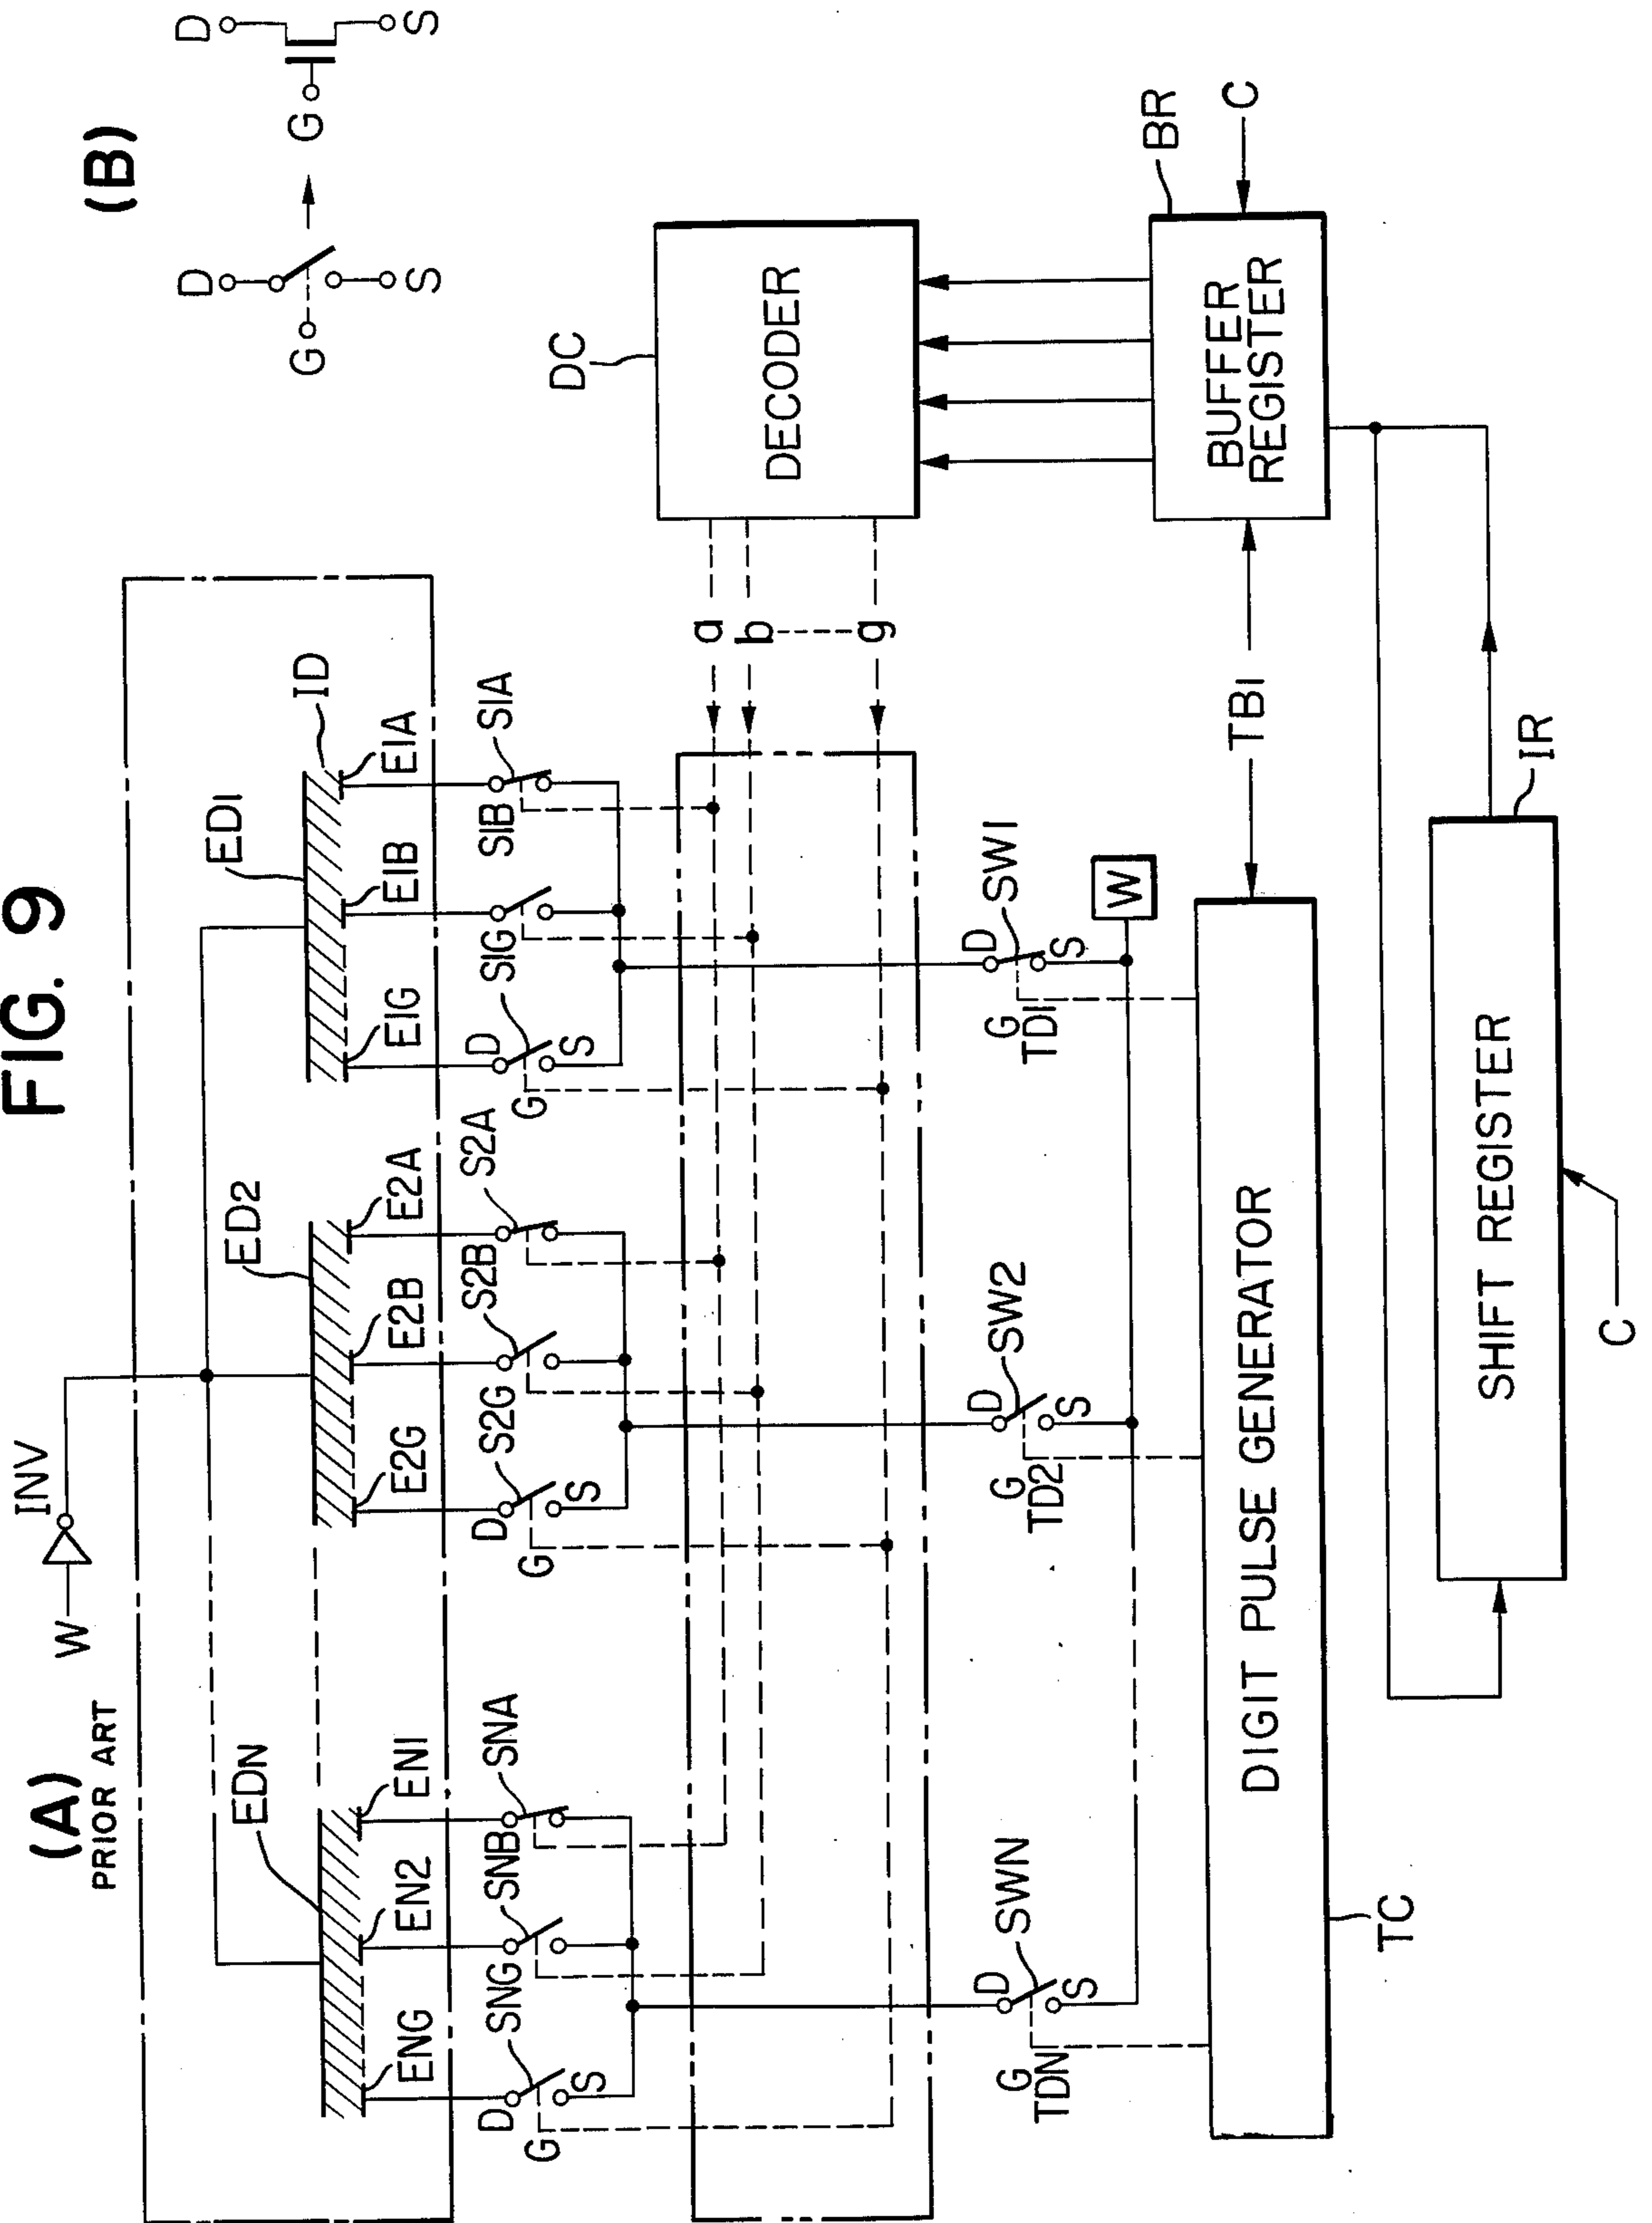 FIG. 9
(A)
PRIOR ART
(B)
W
INV
D
G
S
D
G
S
EDN
ED2
ED1
ID
ENG
EN2
EN1
E2G
E2B
E2A
E1G
E1B
E1A
SNG
SNB
SNA
S2G
S2B
S2A
S1G
S1B
S1A
D
G
S
D
G
S
D
G
S
a
b
g
DC
DECODER
SWN
D
S
G
TDN
SW2
D
S
G
TD2
SW1
D
S
G
TD1
W
DIGIT PULSE GENERATOR
TC
TB1
BUFFER
REGISTER
BR
C
SHIFT REGISTER
IR
C